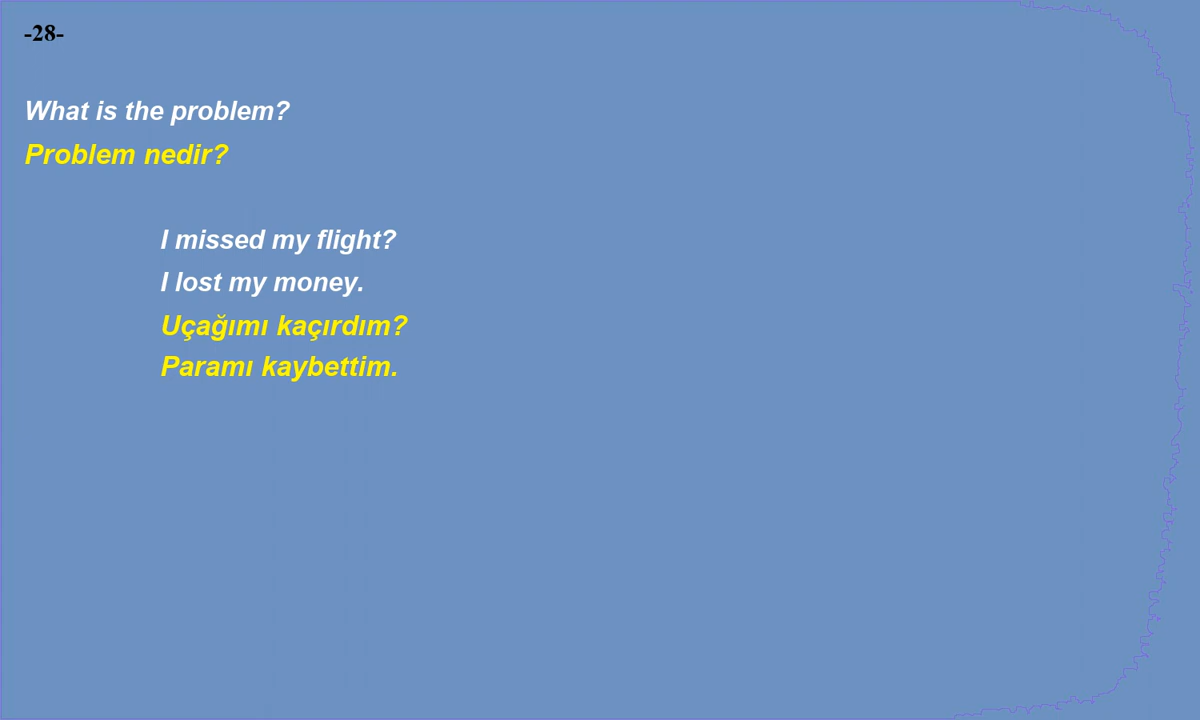 -28-
What is the problem?
Problem nedir?
I missed my flight?
I lost my money.
Uçağımı kaçırdım?
Paramı kaybettim.